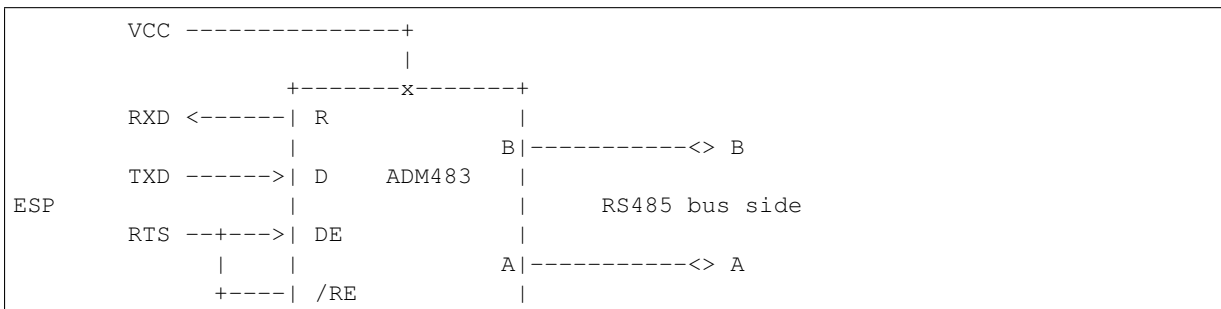 VCC ---------------+
|
+-------x-------+
RXD <------| R |
| B|-----------<> B
TXD ------>| D ADM483 |
ESP | | RS485 bus side
RTS --+--->| DE |
| | A|-----------<> A
+----| /RE |